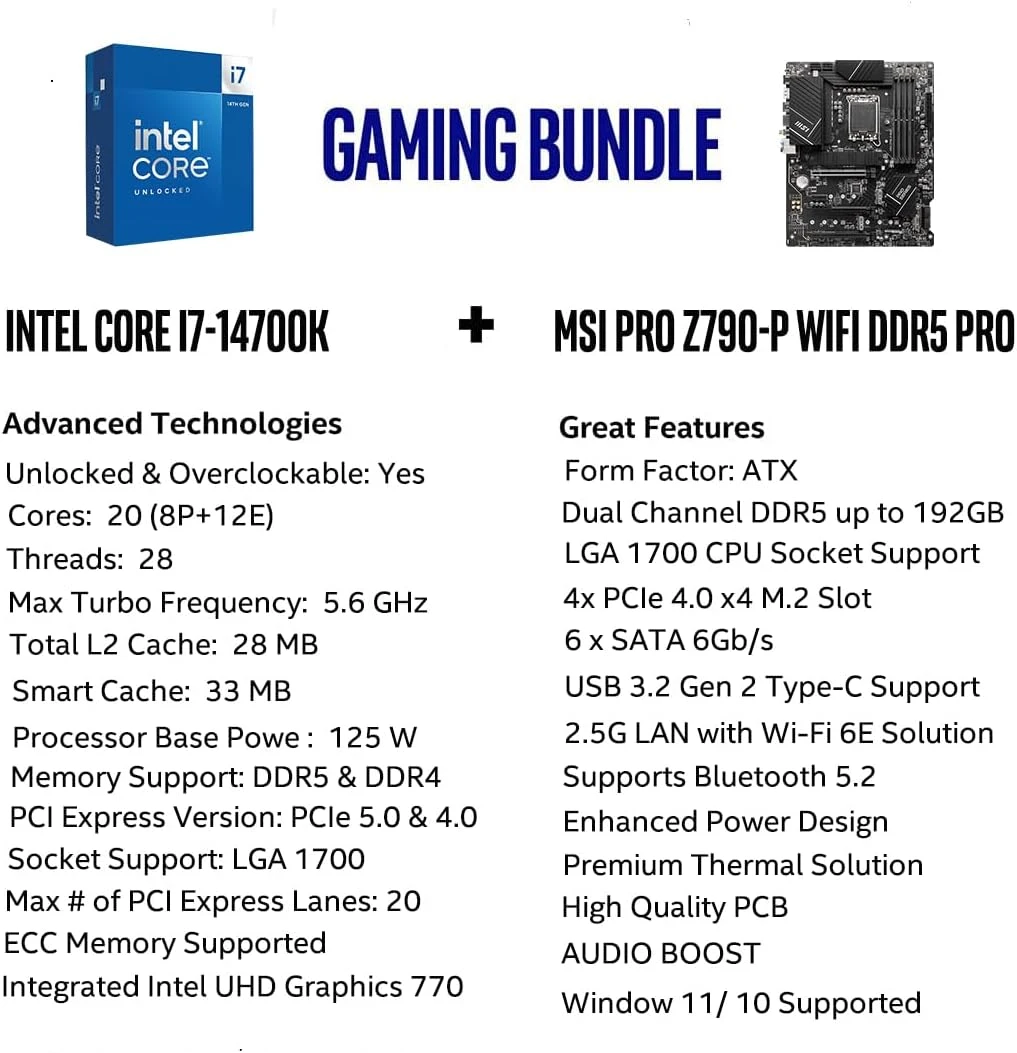 i7
14TH GEN
intel
CORE
UNLOCKED
intel CORE
i7
GAMING BUNDLE
msi
INTEL CORE I7-14700K + MSI PRO Z790-P WIFI DDR5 PRO
Advanced Technologies
Unlocked & Overclockable: Yes
Cores: 20 (8P+12E)
Threads: 28
Max Turbo Frequency: 5.6 GHz
Total L2 Cache: 28 MB
Smart Cache: 33 MB
Processor Base Powe : 125 W
Memory Support: DDR5 & DDR4
PCI Express Version: PCIe 5.0 & 4.0
Socket Support: LGA 1700
Max # of PCI Express Lanes: 20
ECC Memory Supported
Integrated Intel UHD Graphics 770
Great Features
Form Factor: ATX
Dual Channel DDR5 up to 192GB
LGA 1700 CPU Socket Support
4x PCIe 4.0 x4 M.2 Slot
6 x SATA 6Gb/s
USB 3.2 Gen 2 Type-C Support
2.5G LAN with Wi-Fi 6E Solution
Supports Bluetooth 5.2
Enhanced Power Design
Premium Thermal Solution
High Quality PCB
AUDIO BOOST
Window 11/ 10 Supported